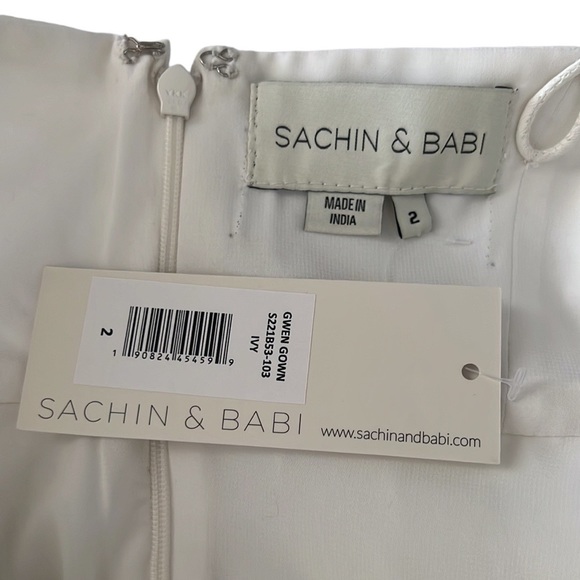 SACHIN & BABI
MADE IN
INDIA
2
GWEN GOWN
S221B53-103
IVY
1 90824 45459 9
2
SACHIN & BABI
www.sachinandbabi.com